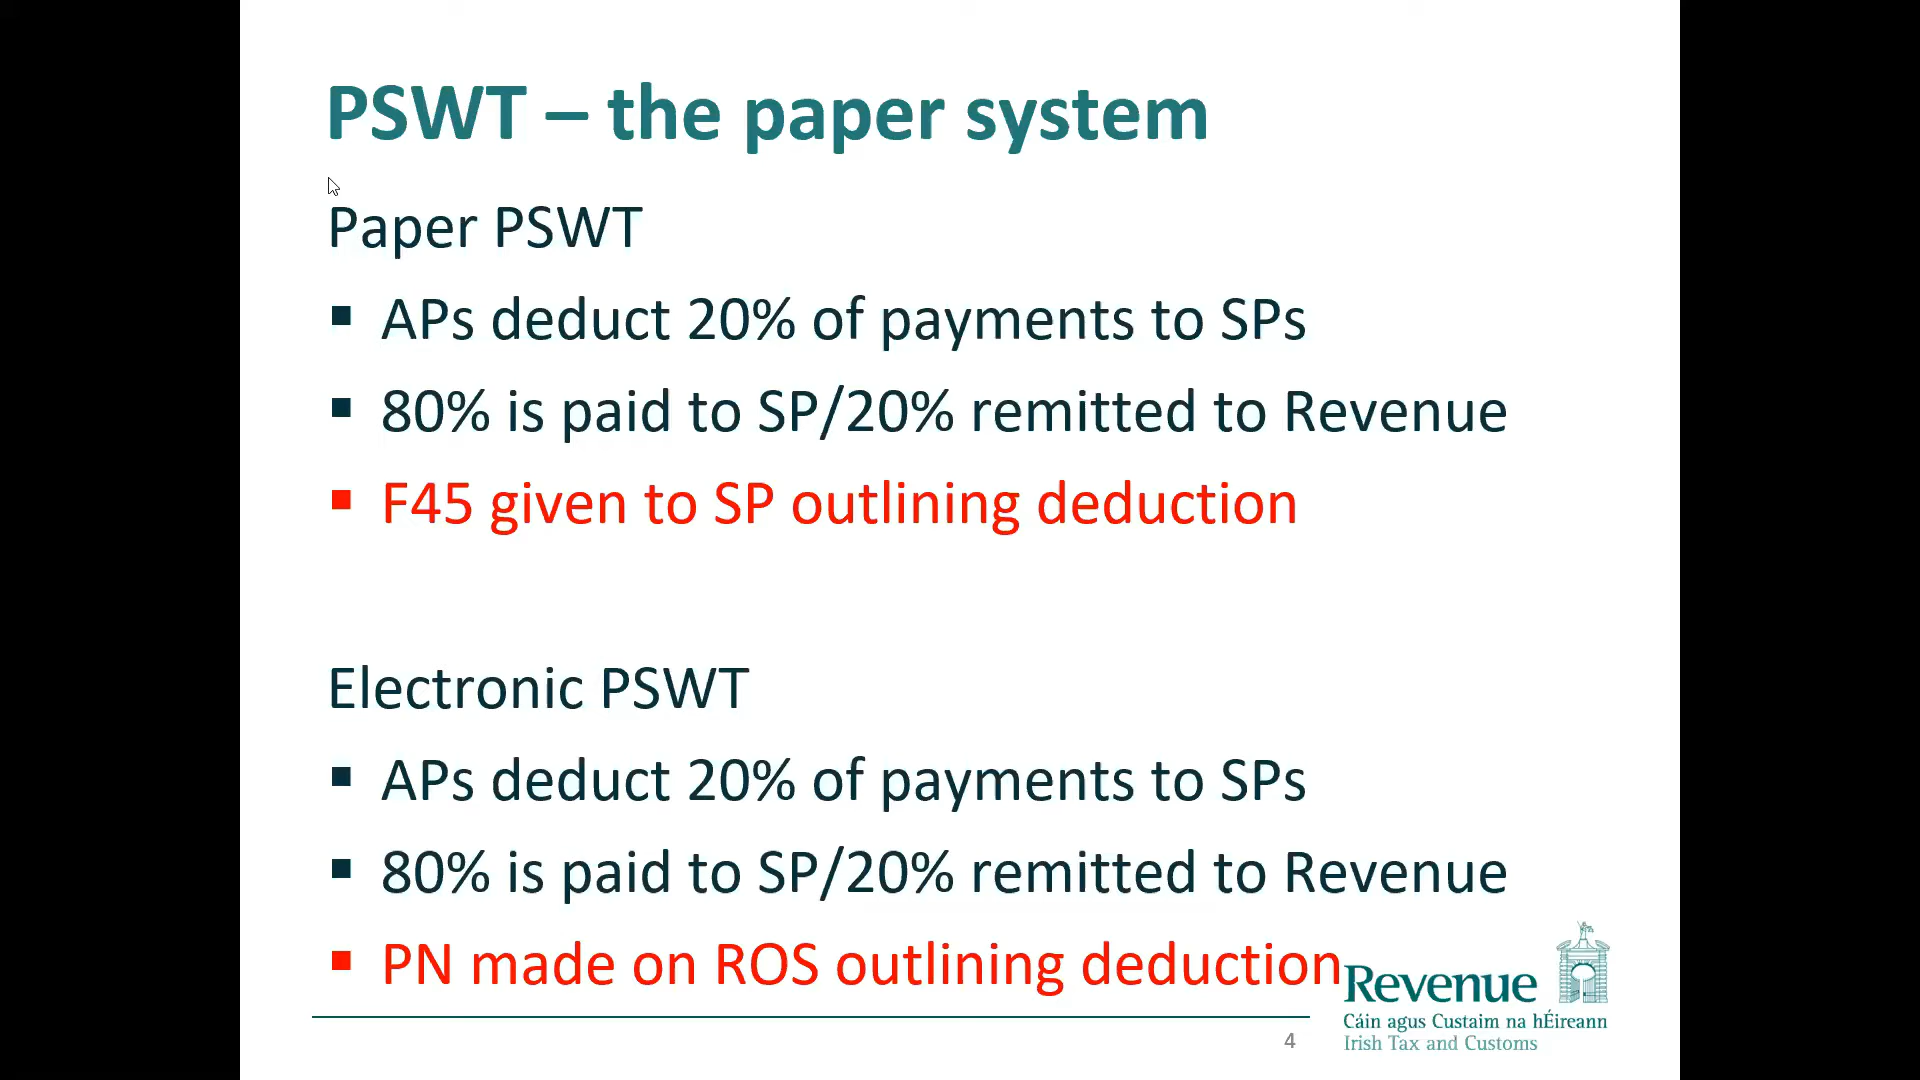 PSWT – the paper system
Paper PSWT
▪ APs deduct 20% of payments to SPs
▪ 80% is paid to SP/20% remitted to Revenue
▪ F45 given to SP outlining deduction
Electronic PSWT
▪ APs deduct 20% of payments to SPs
▪ 80% is paid to SP/20% remitted to Revenue
▪ PN made on ROS outlining deduction
Revenue
Cáin agus Custaim na hÉireann
Irish Tax and Customs
4